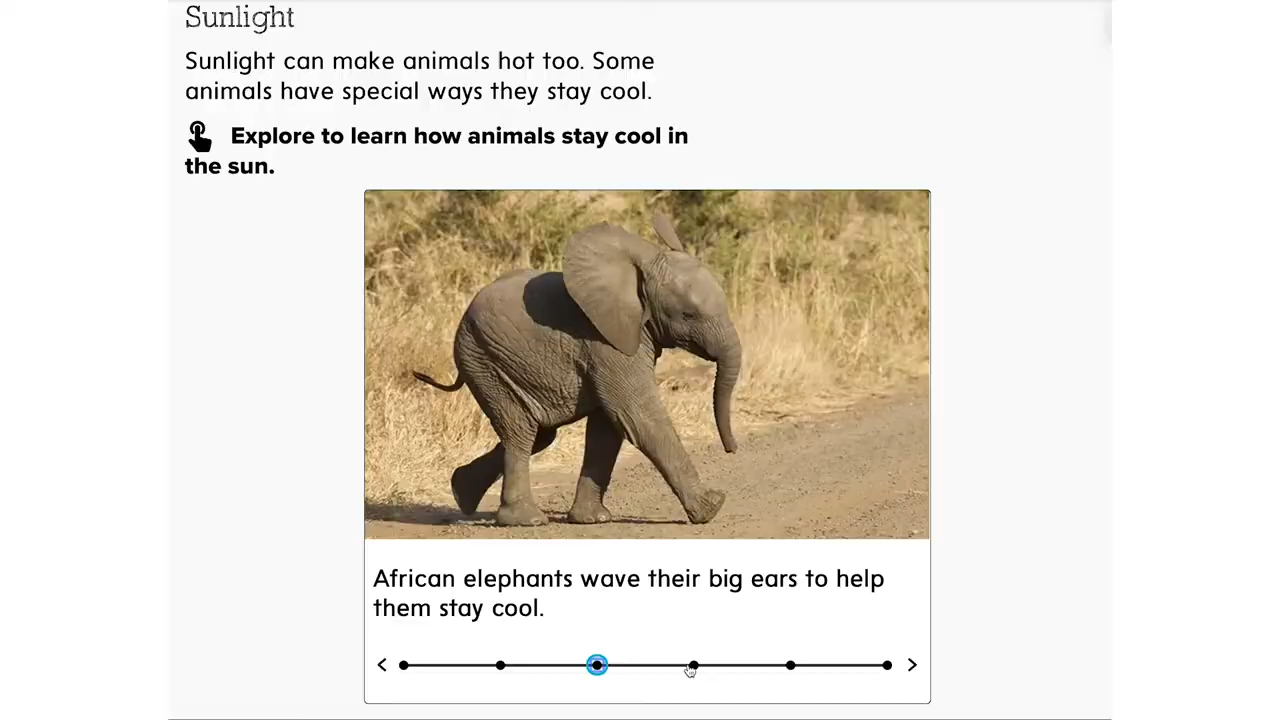 Sunlight
Sunlight can make animals hot too. Some
animals have special ways they stay cool.
Explore to learn how animals stay cool in
the sun.
African elephants wave their big ears to help
them stay cool.